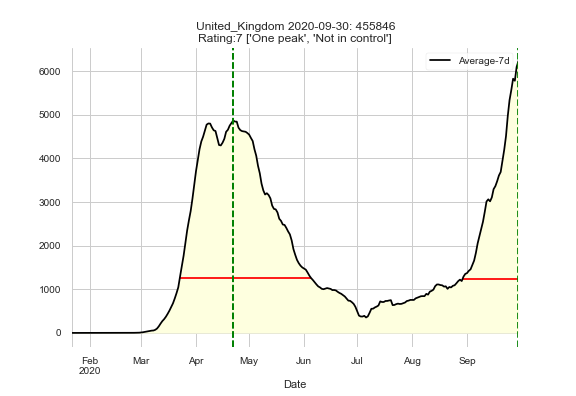 United_Kingdom 2020-09-30: 455846
Rating:7 ['One peak', 'Not in control']
Average-7d
6000
5000
4000
3000
2000
1000
0
Feb Mar Apr May Jun Jul Aug Sep
2020
Date